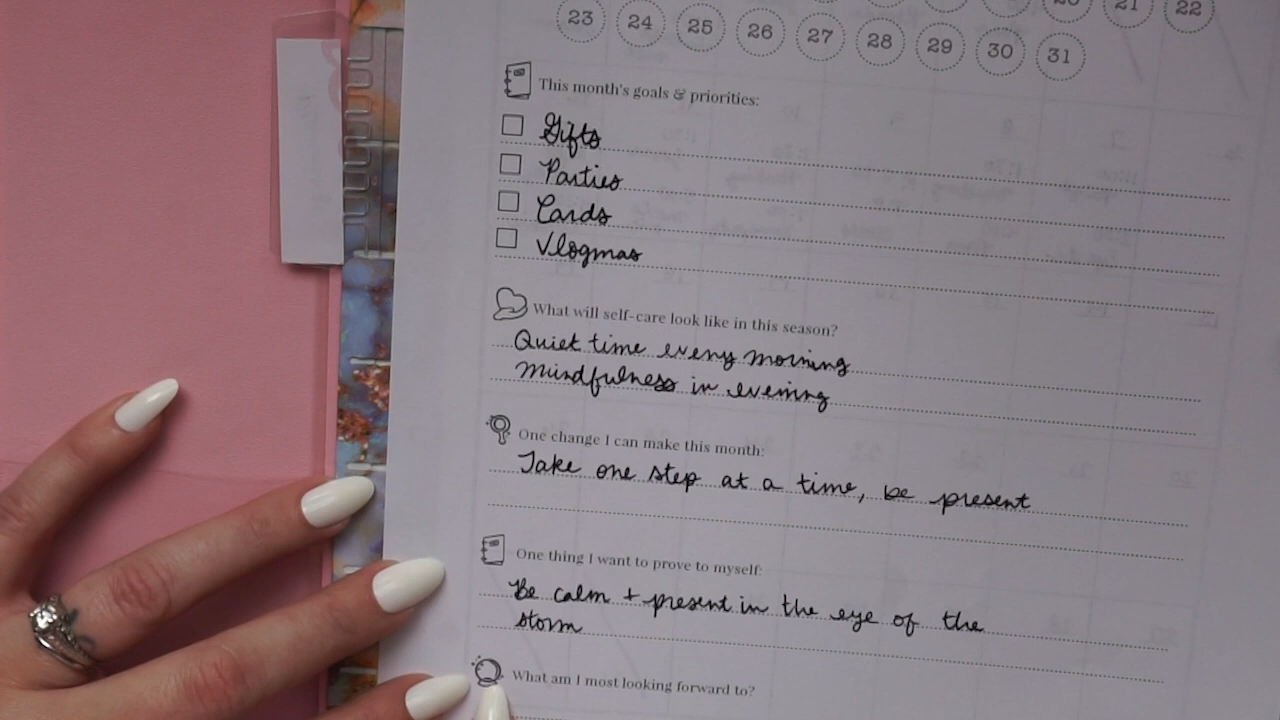 20 21 22
23 24 25 26 27 28 29 30 31
This month's goals & priorities:
Gifts
Parties
Cards
Vlogmas
What will self-care look like in this season?
Quiet time every morning
Mindfulness in evening
One change I can make this month:
Take one step at a time, be present
One thing I want to prove to myself:
Be calm + present in the eye of the
storm
What am I most looking forward to?